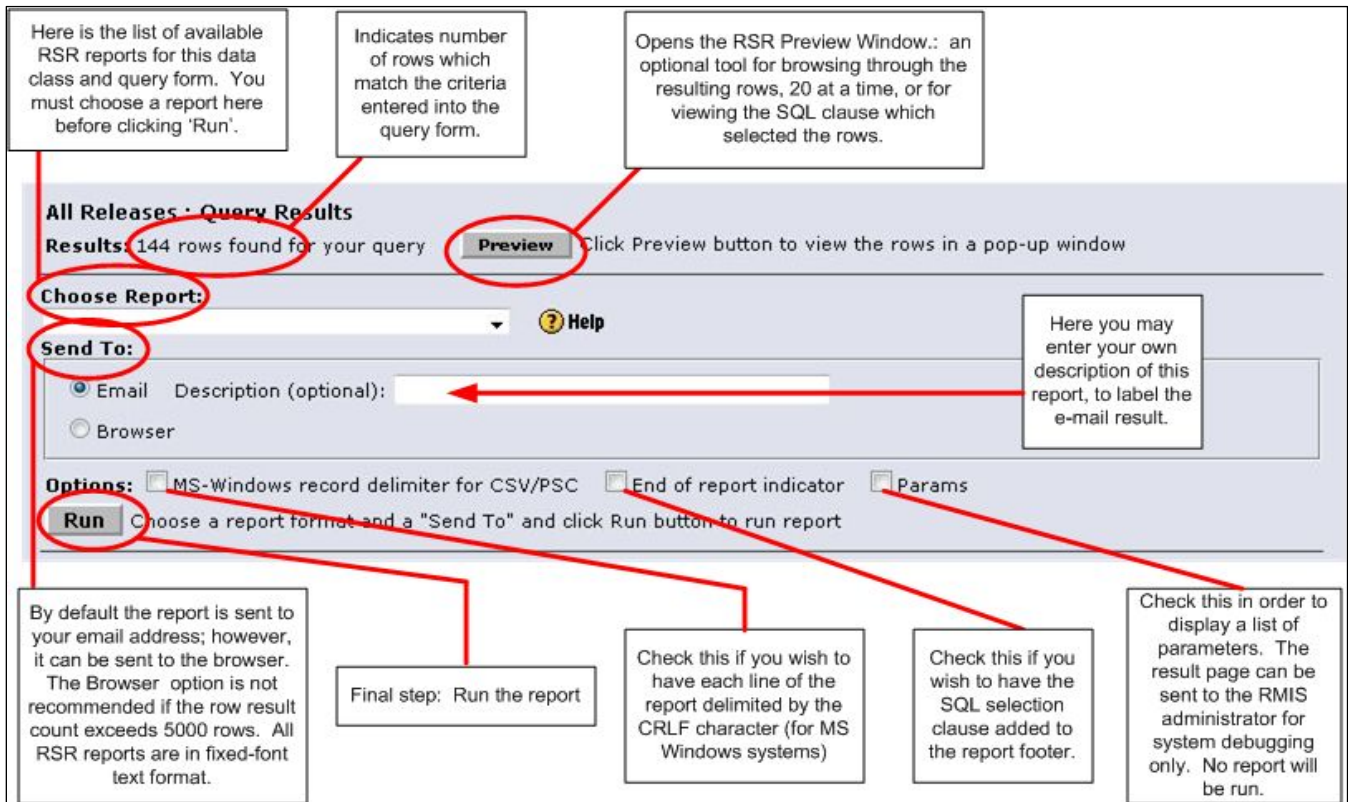 Here is the list of available
RSR reports for this data
class and query form. You
must choose a report here
before clicking 'Run'.
Indicates number
of rows which
match the criteria
entered into the
query form.
Opens the RSR Preview Window.: an
optional tool for browsing through the
resulting rows, 20 at a time, or for
viewing the SQL clause which
selected the rows.
All Releases : Query Results
Results: 144 rows found for your query Preview Click Preview button to view the rows in a pop-up window
Choose Report:
? Help
Send To:
Email Description (optional):
Browser
Here you may
enter your own
description of this
report, to label the
e-mail result.
Options: MS-Windows record delimiter for CSV/PSC End of report indicator Params
Run Choose a report format and a "Send To" and click Run button to run report
By default the report is sent to
your email address; however,
it can be sent to the browser.
The Browser option is not
recommended if the row result
count exceeds 5000 rows. All
RSR reports are in fixed-font
text format.
Final step: Run the report
Check this if you wish to
have each line of the
report delimited by the
CRLF character (for MS
Windows systems)
Check this if you
wish to have the
SQL selection
clause added to
the report footer.
Check this in order to
display a list of
parameters. The
result page can be
sent to the RMIS
administrator for
system debugging
only. No report will
be run.